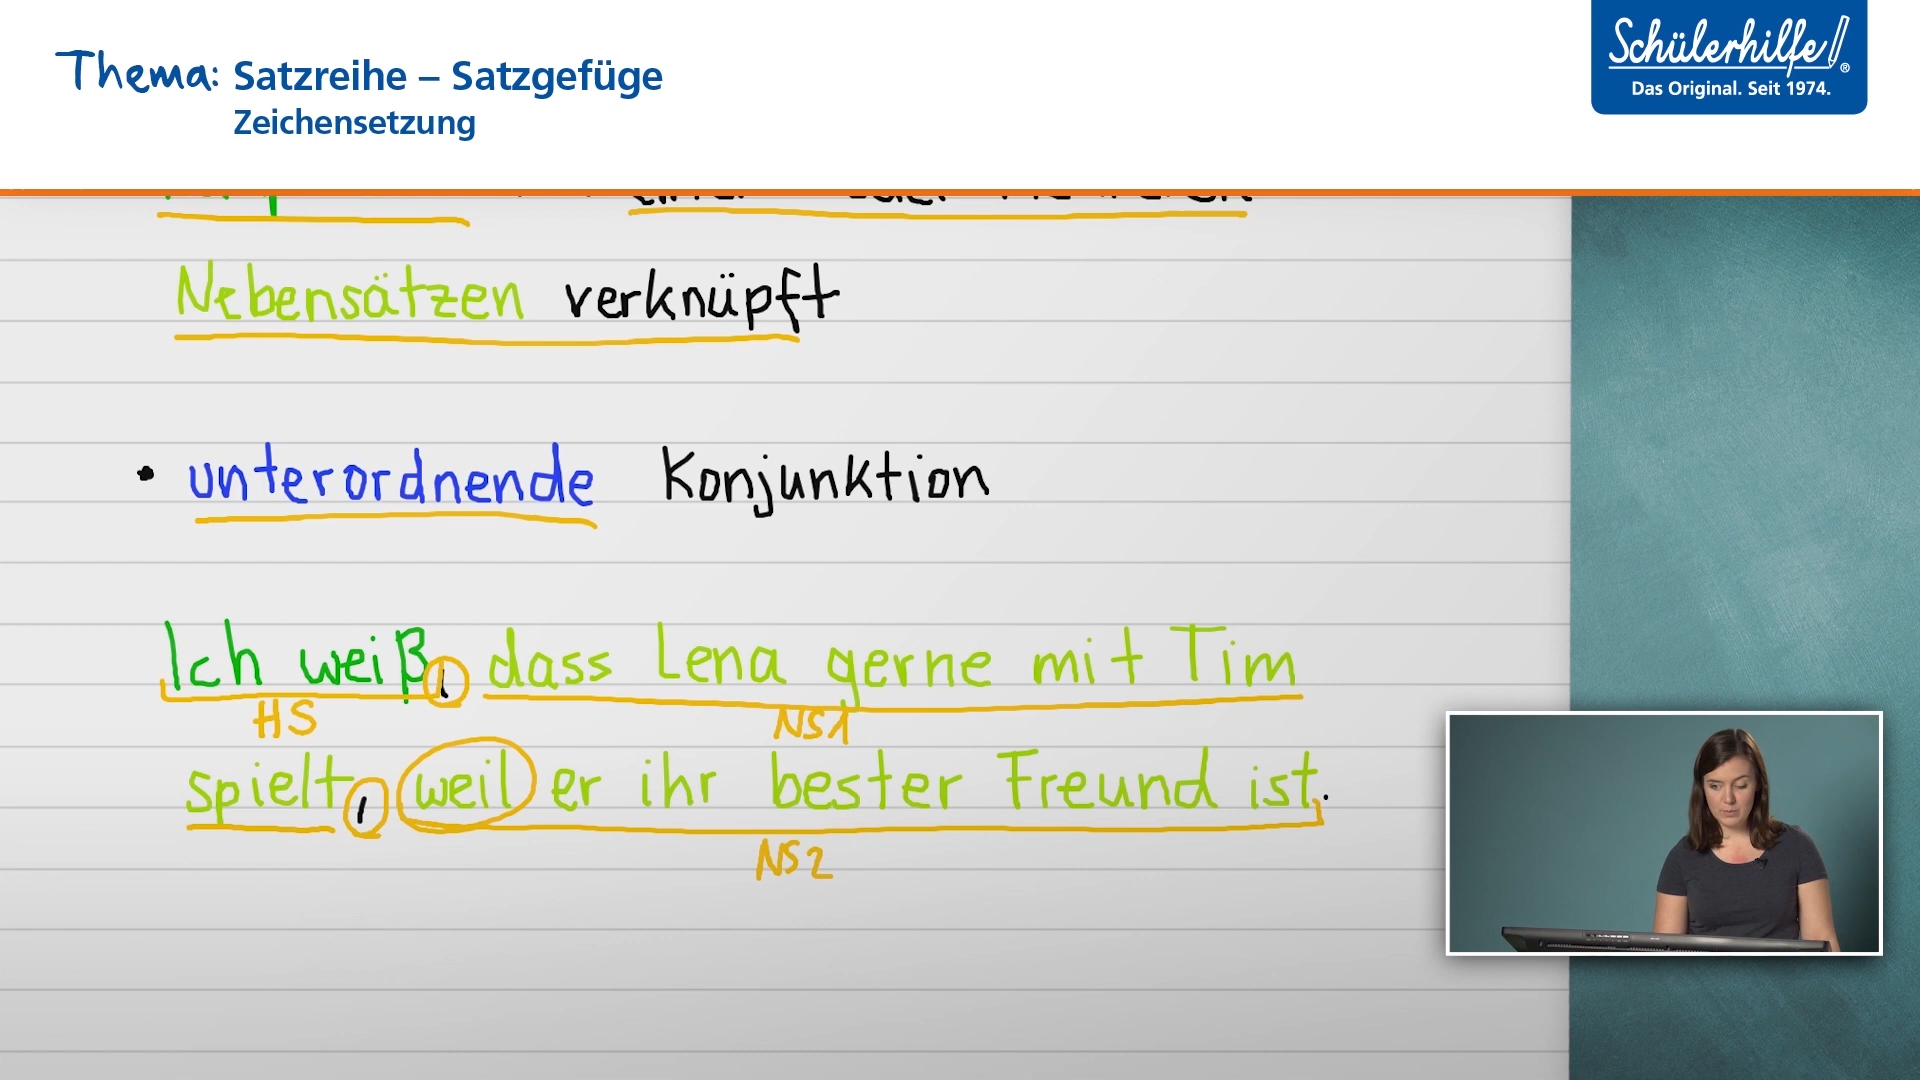 Thema: Satzreihe – Satzgefüge
Zeichensetzung
Schülerhilfe!®
Das Original. Seit 1974.
Nebensätzen verknüpft
• unterordnende Konjunktion
Ich weiß, dass Lena gerne mit Tim
HS NS1
spielt, weil er ihr bester Freund ist.
NS2